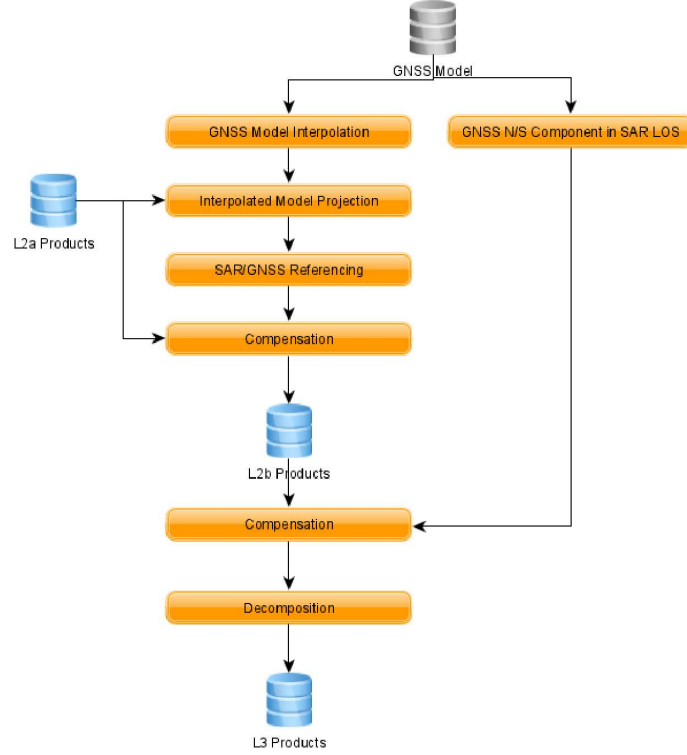 GNSS Model
GNSS Model Interpolation
GNSS N/S Component in SAR LOS
Interpolated Model Projection
L2a Products
SAR/GNSS Referencing
Compensation
L2b Products
Compensation
Decomposition
L3 Products